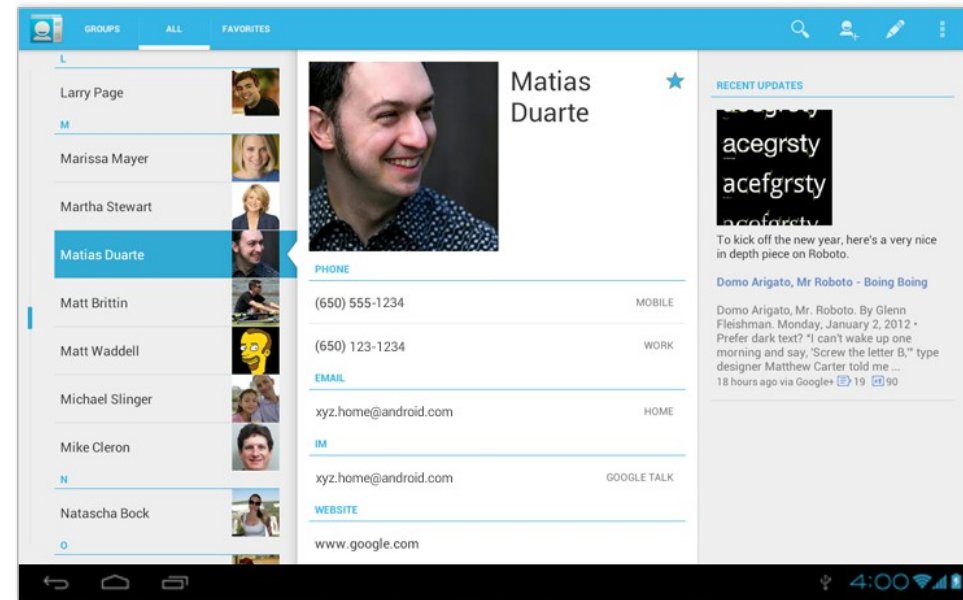 GROUPS
ALL
FAVORITES
L
Larry Page
M
Marissa Mayer
Martha Stewart
Matias Duarte
Matt Brittin
Matt Waddell
Michael Slinger
Mike Cleron
N
Natascha Bock
O
Matias
Duarte
PHONE
(650) 555-1234 MOBILE
(650) 123-1234 WORK
EMAIL
xyz.home@android.com HOME
IM
xyz.home@android.com GOOGLE TALK
WEBSITE
www.google.com
RECENT UPDATES
acegrsty
acefgrsty
To kick off the new year, here's a very nice
in depth piece on Roboto.
Domo Arigato, Mr Roboto - Boing Boing
Domo Arigato, Mr. Roboto. By Glenn
Fleishman. Monday, January 2, 2012 •
Prefer dark text? "I can't wake up one
morning and say, 'Screw the letter B,'" type
designer Matthew Carter told me ...
18 hours ago via Google+ 19 +1 90
4:00